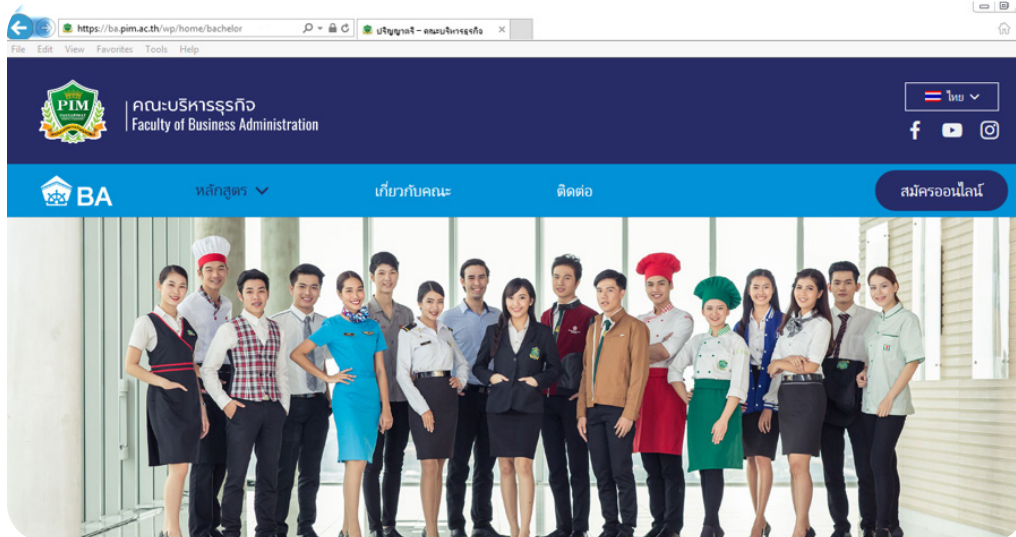 https://ba.pim.ac.th/wp/home/bachelor
ปริญญาตรี – คณะบริหารธุรกิจ
File Edit View Favorites Tools Help
PIM
คณะบริหารธุรกิจ
Faculty of Business Administration
ไทย
BA
หลักสูตร
เกี่ยวกับคณะ
ติดต่อ
สมัครออนไลน์